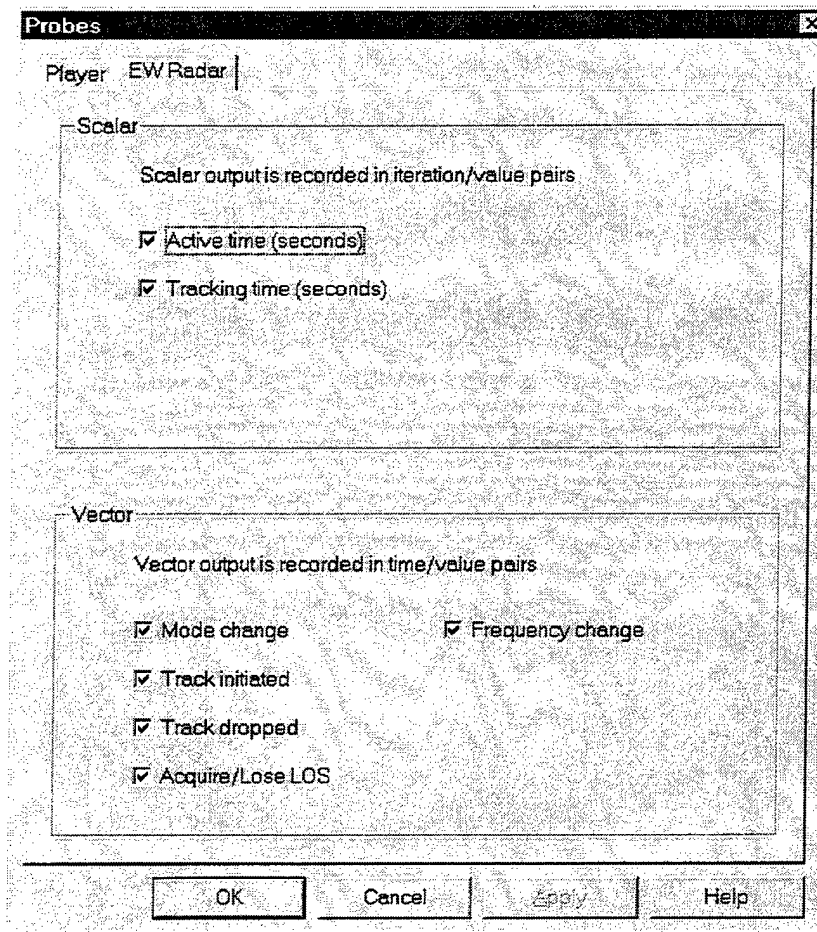 Probes
Player EW Radar
Scalar
Scalar output is recorded in iteration/value pairs
Active time (seconds)
Tracking time (seconds)
Vector
Vector output is recorded in time/value pairs
Mode change Frequency change
Track initiated
Track dropped
Acquire/Lose LOS
OK Cancel Apply Help